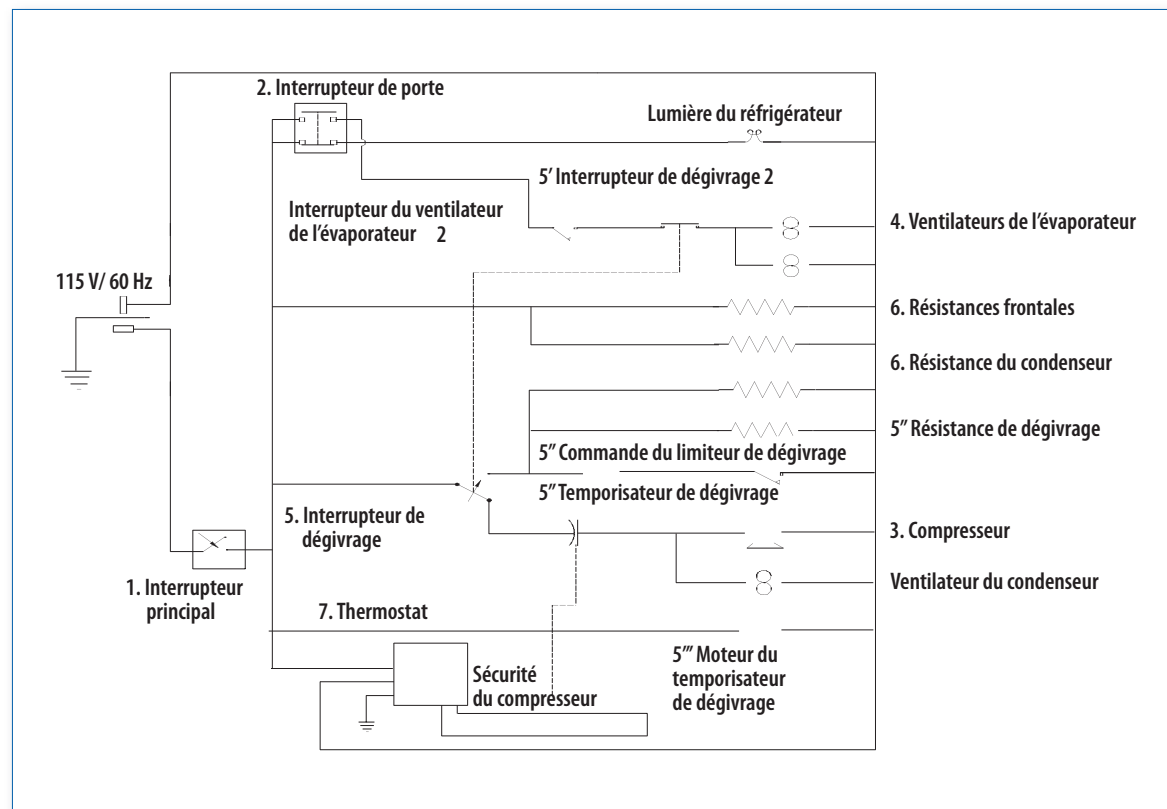 2. Interrupteur de porte
Lumière du réfrigérateur
5′ Interrupteur de dégivrage 2
Interrupteur du ventilateur
de l’évaporateur 2
4. Ventilateurs de l’évaporateur
115 V/ 60 Hz
6. Résistances frontales
6. Résistance du condenseur
5″ Résistance de dégivrage
5″ Commande du limiteur de dégivrage
5″ Temporisateur de dégivrage
5. Interrupteur de
dégivrage
3. Compresseur
1. Interrupteur
principal
Ventilateur du condenseur
7. Thermostat
5‴ Moteur du
temporisateur
de dégivrage
Sécurité
du compresseur